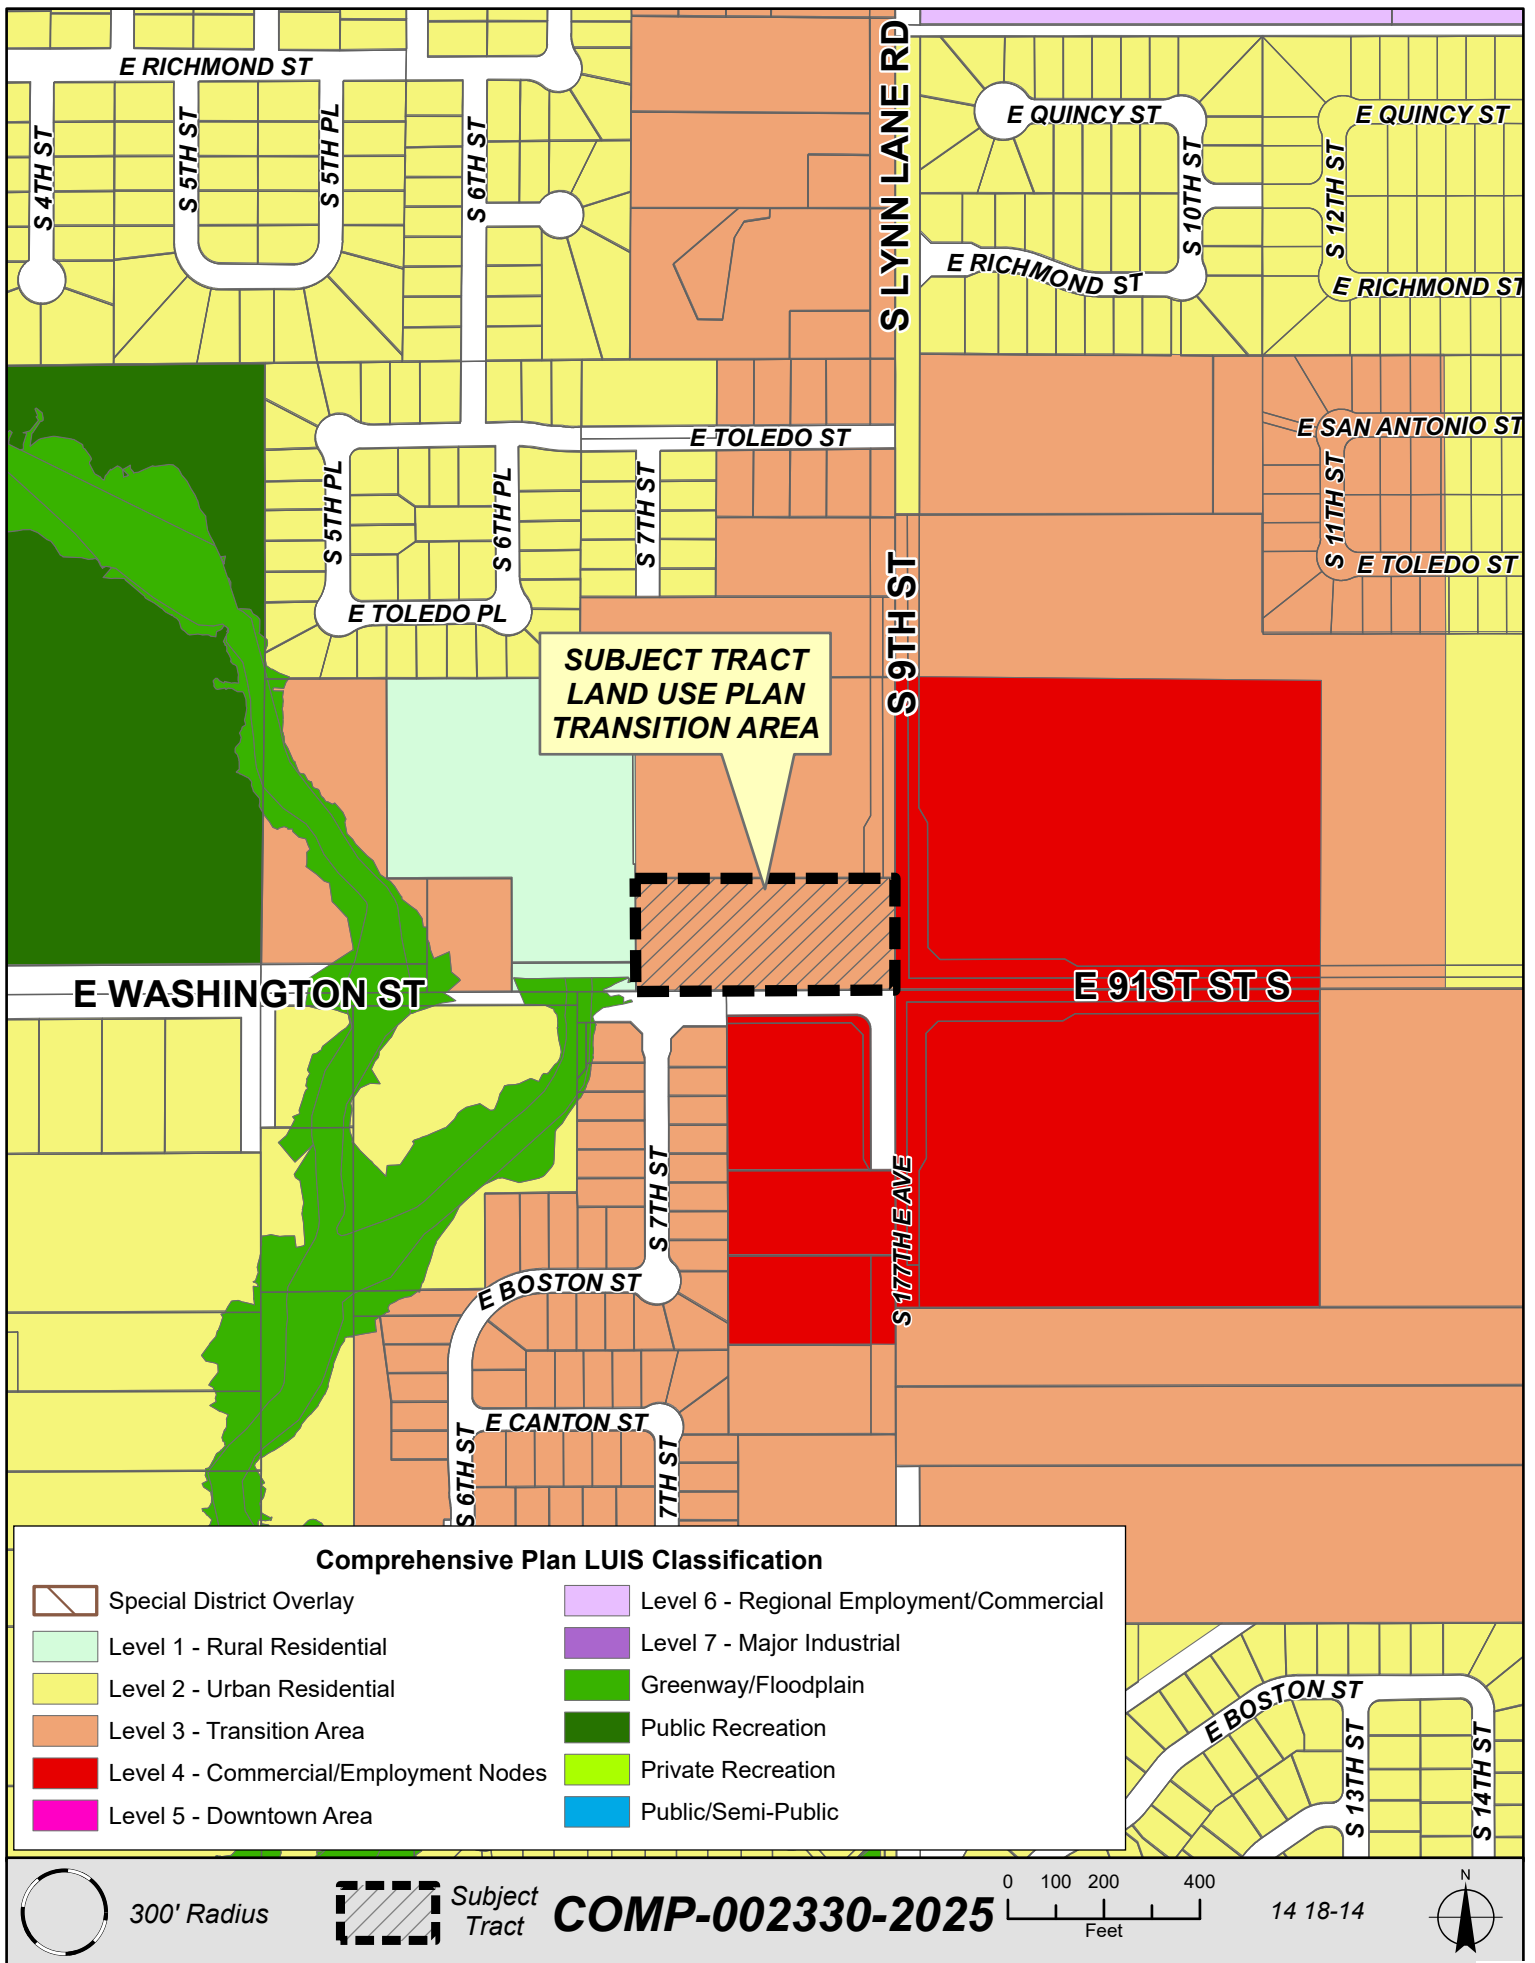 E RICHMOND ST
S 4TH ST
S 5TH ST
S 5TH PL
S 6TH ST
S LYNN LANE RD
E QUINCY ST
E QUINCY ST
S 10TH ST
S 12TH ST
E RICHMOND ST
E RICHMOND ST
E TOLEDO ST
E SAN ANTONIO ST
S 5TH PL
S 6TH PL
S 7TH ST
S 11TH ST
E TOLEDO ST
E TOLEDO PL
S 9TH ST
SUBJECT TRACT
LAND USE PLAN
TRANSITION AREA
E WASHINGTON ST
E 91ST ST S
S 7TH ST
S 177TH E AVE
E BOSTON ST
E CANTON ST
S 6TH ST
7TH ST
Comprehensive Plan LUIS Classification
Special District Overlay
Level 1 - Rural Residential
Level 2 - Urban Residential
Level 3 - Transition Area
Level 4 - Commercial/Employment Nodes
Level 5 - Downtown Area
Level 6 - Regional Employment/Commercial
Level 7 - Major Industrial
Greenway/Floodplain
Public Recreation
Private Recreation
Public/Semi-Public
E BOSTON ST
S 13TH ST
S 14TH ST
300' Radius
Subject
Tract
COMP-002330-2025
0 100 200 400
Feet
14 18-14
N